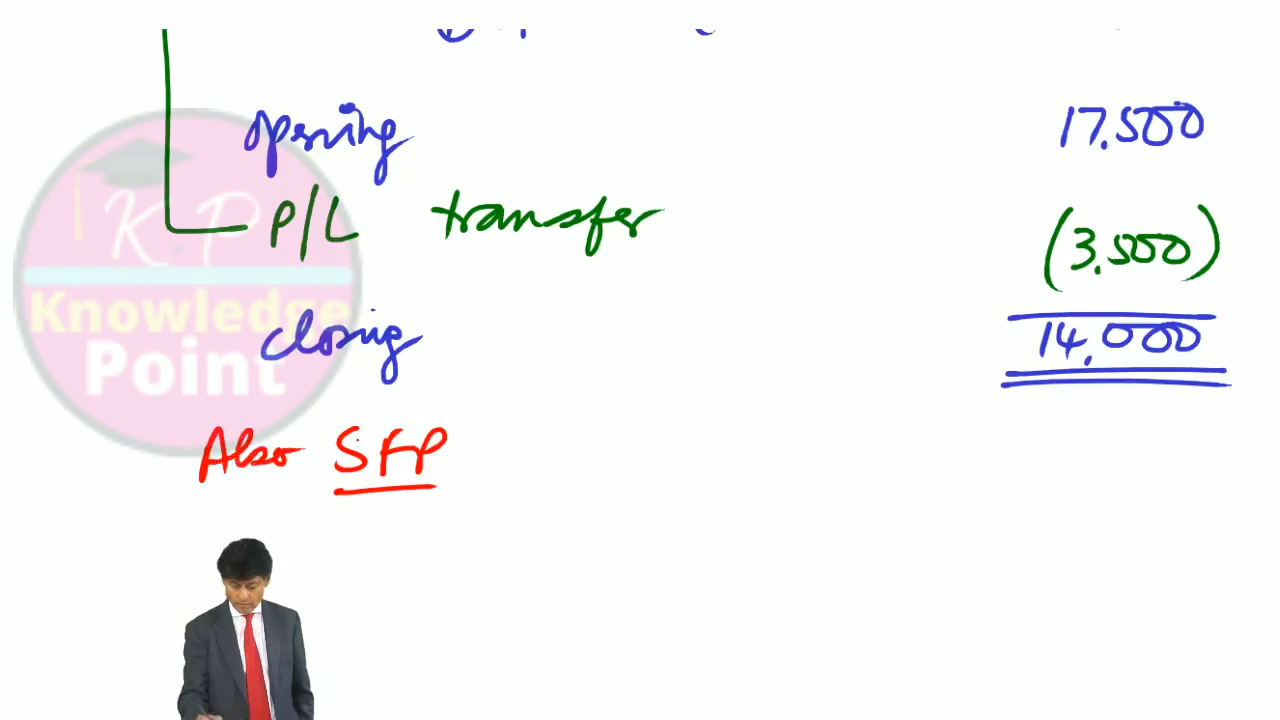 opening 17,500
P/L transfer (3,500)
closing 14,000
Also SFP
K.P
Knowledge
Point